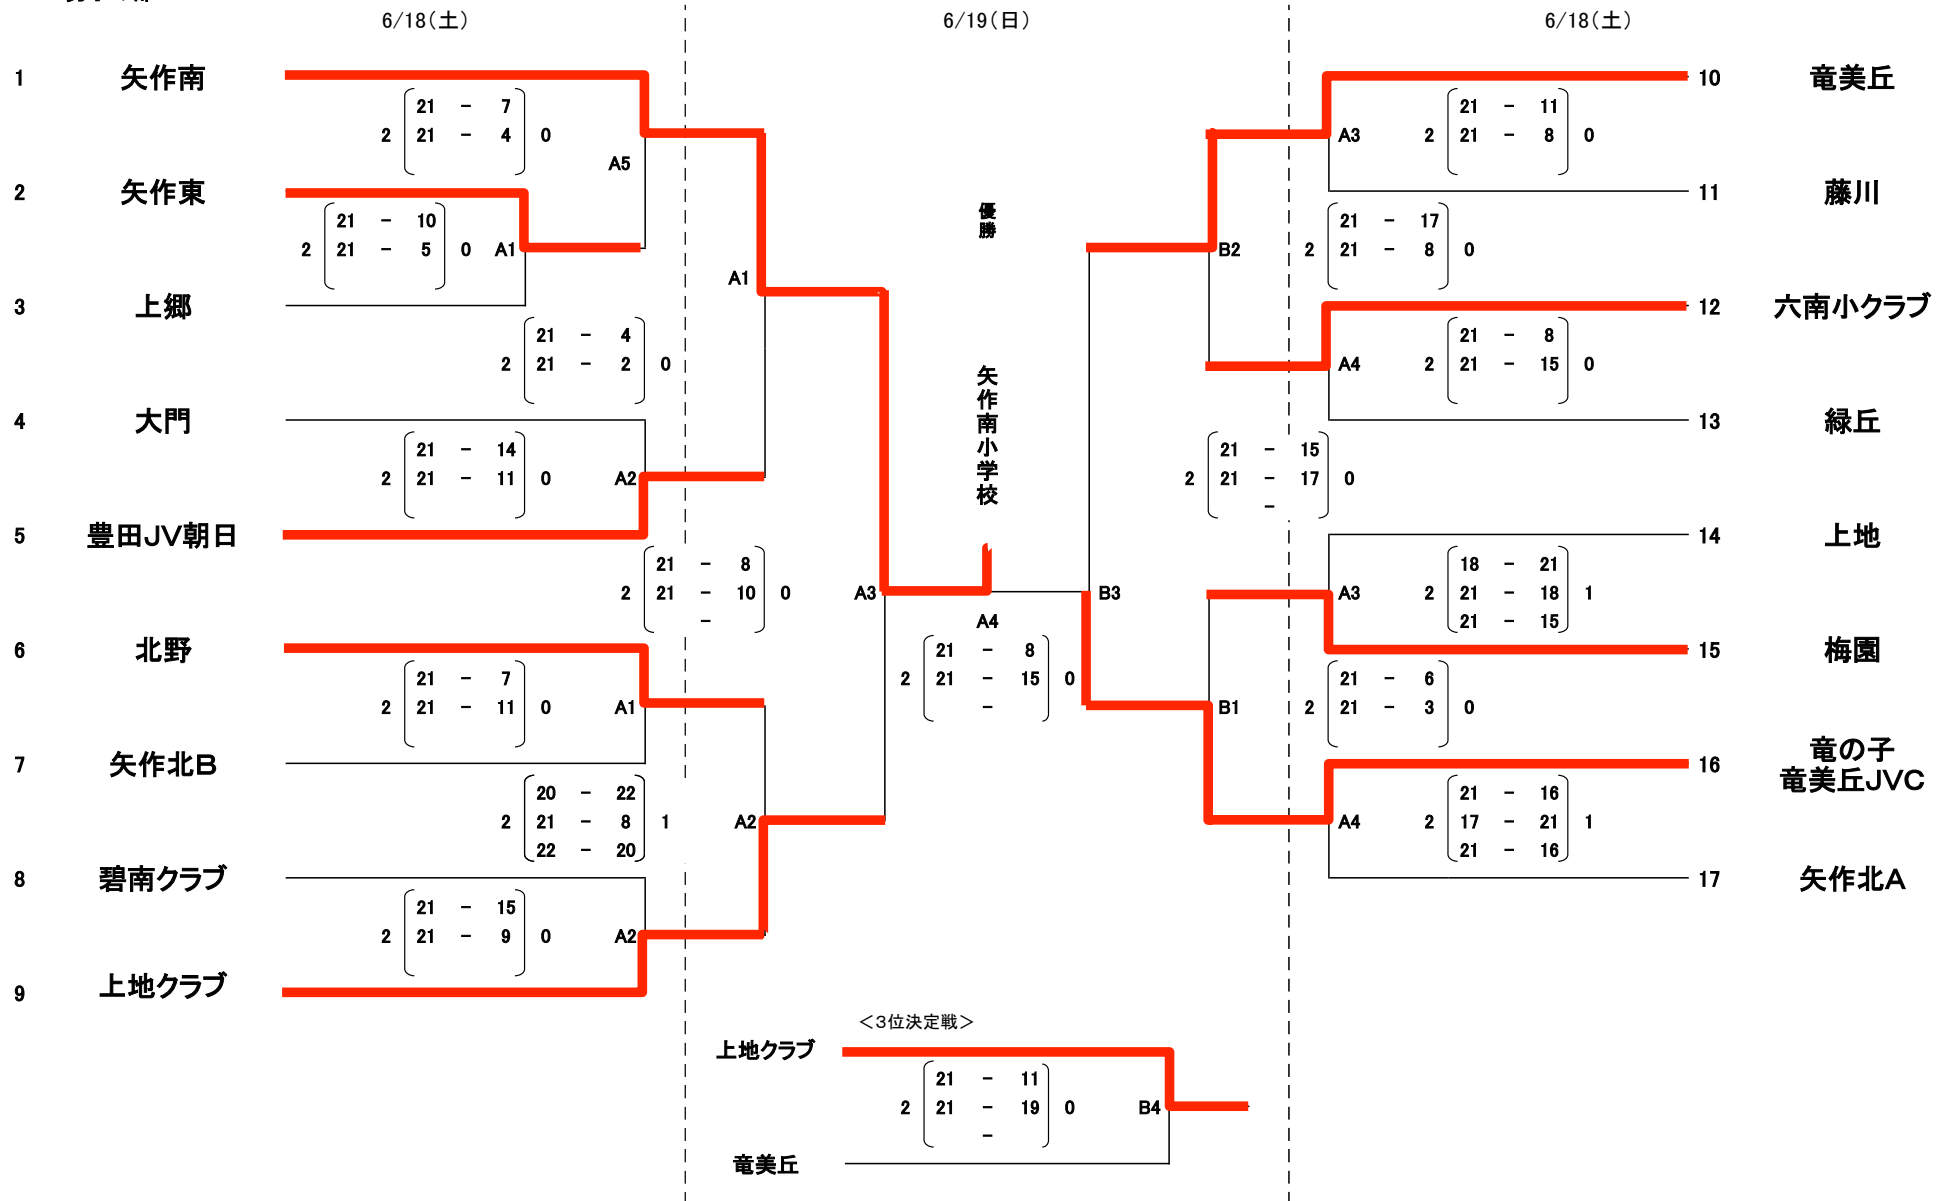 6/18(土) 6/19(日) 6/18(土)
1 矢作南 10 竜美丘
21 - 7 21 - 11
2 21 - 4 0 A3 2 21 - 8 0
A5
2 矢作東 11 藤川
優勝
21 - 10 21 - 17
2 21 - 5 0 A1 B2 2 21 - 8 0
A1
3 上郷 12 六南小クラブ
21 - 4 21 - 8
2 21 - 2 0 A4 2 21 - 15 0
矢作南小学校
4 大門 13 緑丘
21 - 14 21 - 15
2 21 - 11 0 A2 2 21 - 17 0
-
5 豊田JV朝日 14 上地
21 - 8 18 - 21
2 21 - 10 0 A3 B3 A3 2 21 - 18 1
- A4 21 - 15
6 北野 21 - 8 15 梅園
21 - 7 2 21 - 15 0 21 - 6
2 21 - 11 0 A1 - B1 2 21 - 3 0
7 矢作北B 16 竜の子
竜美丘JVC
20 - 22 21 - 16
2 21 - 8 1 A2 A4 2 17 - 21 1
22 - 20 21 - 16
8 碧南クラブ 17 矢作北A
21 - 15
2 21 - 9 0 A2
9 上地クラブ
＜3位決定戦＞
上地クラブ
21 - 11
2 21 - 19 0 B4
-
竜美丘